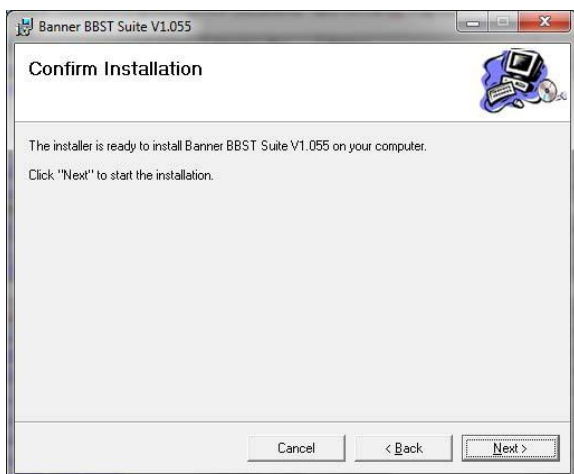 Banner BBST Suite V1.055
Confirm Installation
The installer is ready to install Banner BBST Suite V1.055 on your computer.
Click "Next" to start the installation.
Cancel
< Back
Next >